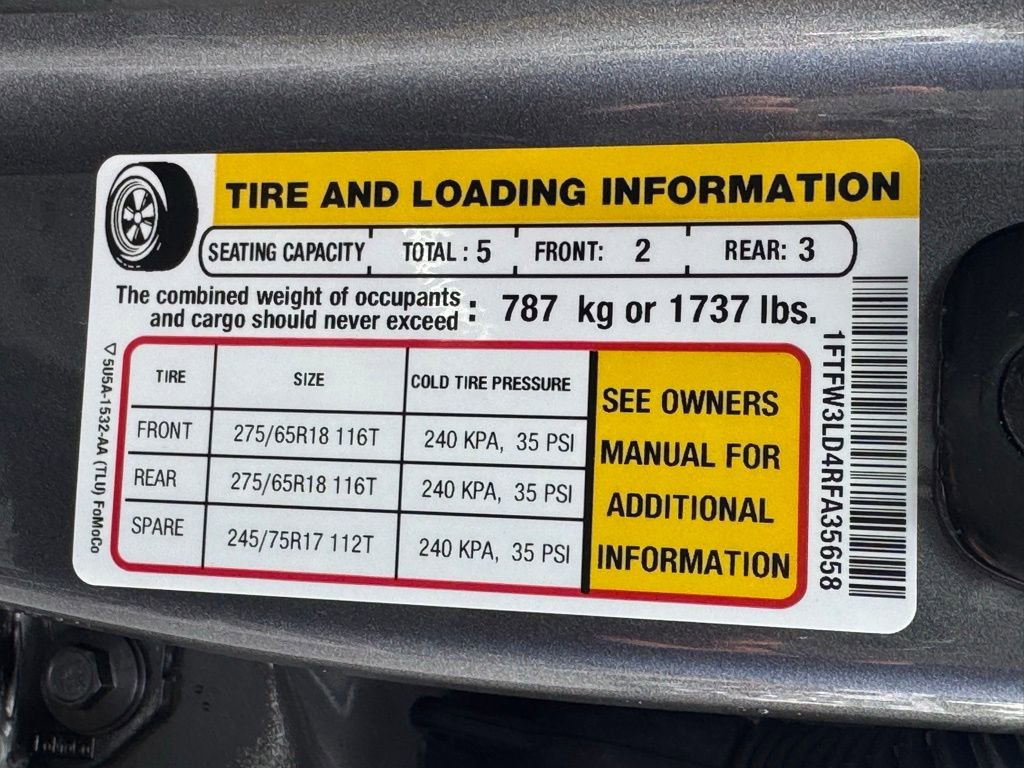 TIRE AND LOADING INFORMATION
SEATING CAPACITY TOTAL : 5 FRONT: 2 REAR: 3
The combined weight of occupants
and cargo should never exceed : 787 kg or 1737 lbs.
TIRE SIZE COLD TIRE PRESSURE
FRONT 275/65R18 116T 240 KPA, 35 PSI
REAR 275/65R18 116T 240 KPA, 35 PSI
SPARE 245/75R17 112T 240 KPA, 35 PSI
SEE OWNERS
MANUAL FOR
ADDITIONAL
INFORMATION
1FTFW3LD4RFA35658
5U5A-1532-AA (TLU) FoMoCo